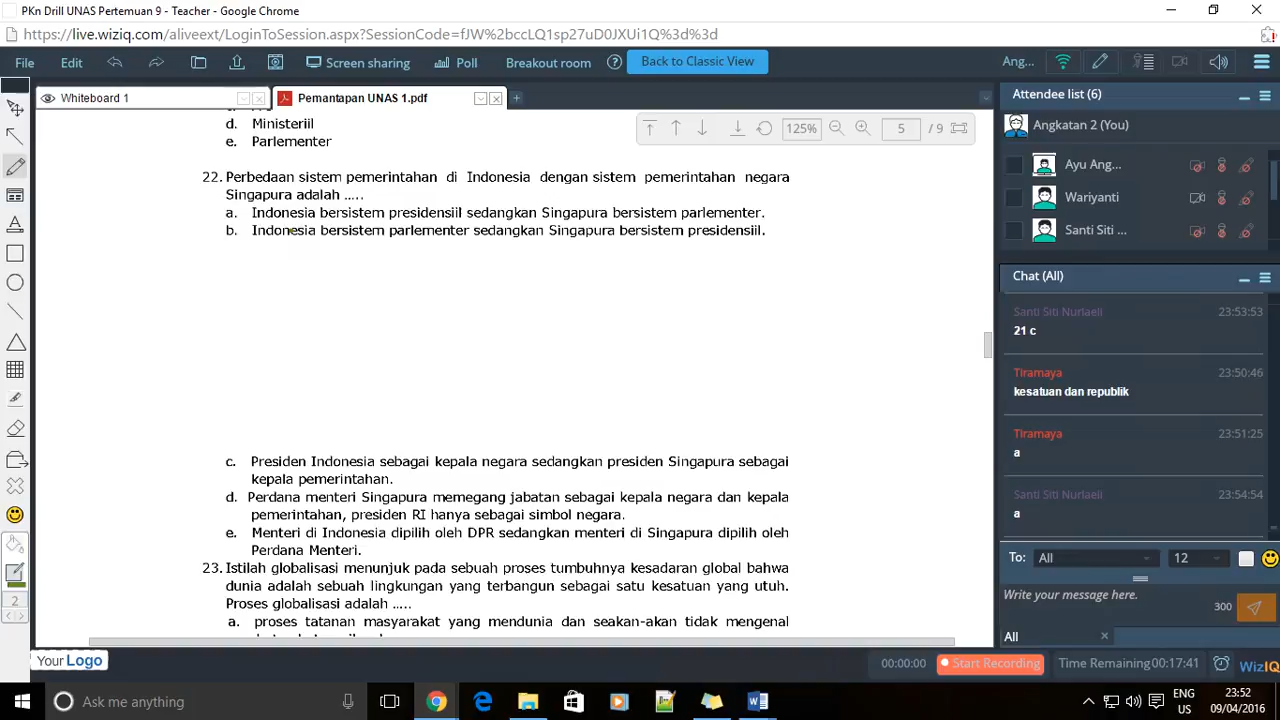 PKn Drill UNAS Pertemuan 9 - Teacher - Google Chrome
https://live.wiziq.com/aliveext/LoginToSession.aspx?SessionCode=fJW%2bccLQ1sp27uD0JXUi1Q%3d%3d
File Edit Screen sharing Poll Breakout room ? Back to Classic View Ang...
Whiteboard 1 Pemantapan UNAS 1.pdf +
125% 5 / 9
d. Ministeriil
e. Parlementer
22. Perbedaan sistem pemerintahan di Indonesia dengan sistem pemerintahan negara
Singapura adalah .....
a. Indonesia bersistem presidensiil sedangkan Singapura bersistem parlementer.
b. Indonesia bersistem parlementer sedangkan Singapura bersistem presidensiil.
c. Presiden Indonesia sebagai kepala negara sedangkan presiden Singapura sebagai
kepala pemerintahan.
d. Perdana menteri Singapura memegang jabatan sebagai kepala negara dan kepala
pemerintahan, presiden RI hanya sebagai simbol negara.
e. Menteri di Indonesia dipilih oleh DPR sedangkan menteri di Singapura dipilih oleh
Perdana Menteri.
23. Istilah globalisasi menunjuk pada sebuah proses tumbuhnya kesadaran global bahwa
dunia adalah sebuah lingkungan yang terbangun sebagai satu kesatuan yang utuh.
Proses globalisasi adalah .....
a. proses tatanan masyarakat yang mendunia dan seakan-akan tidak mengenal
2
Attendee list (6)
Angkatan 2 (You)
Ayu Ang...
Wariyanti
Santi Siti ...
Chat (All)
Santi Siti Nurlaeli 23:53:53
21 c
Tiramaya 23:50:46
kesatuan dan republik
Tiramaya 23:51:25
a
Santi Siti Nurlaeli 23:54:54
a
To: All 12
Write your message here.
300
All
Your Logo 00:00:00 Start Recording Time Remaining 00:17:41 WizIQ
Ask me anything ENG 23:52
US 09/04/2016